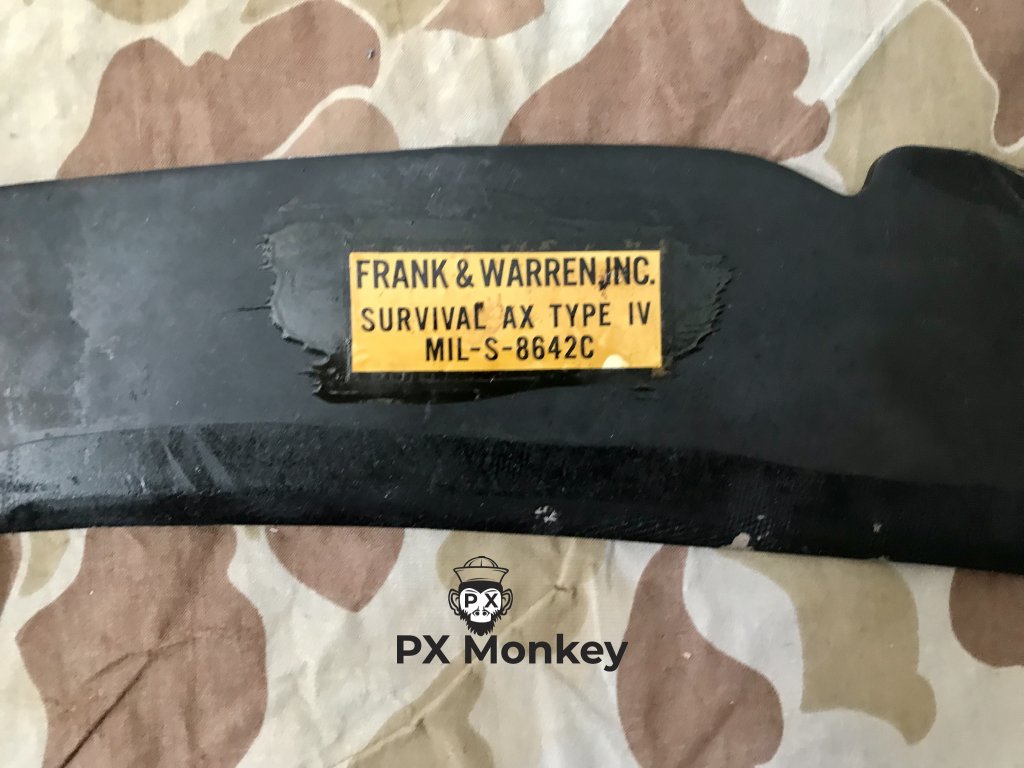 FRANK & WARREN, INC.
SURVIVAL AX TYPE IV
MIL-S-8642C
PX
PX Monkey